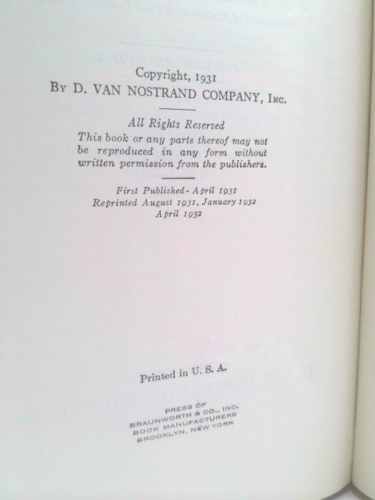 Copyright, 1931
By D. VAN NOSTRAND COMPANY, Inc.
All Rights Reserved
This book or any parts thereof may not
be reproduced in any form without
written permission from the publishers.
First Published - April 1931
Reprinted August 1931, January 1932
April 1932
Printed in U. S. A.
PRESS OF
BRAUNWORTH & CO., INC.
BOOK MANUFACTURERS
BROOKLYN, NEW YORK